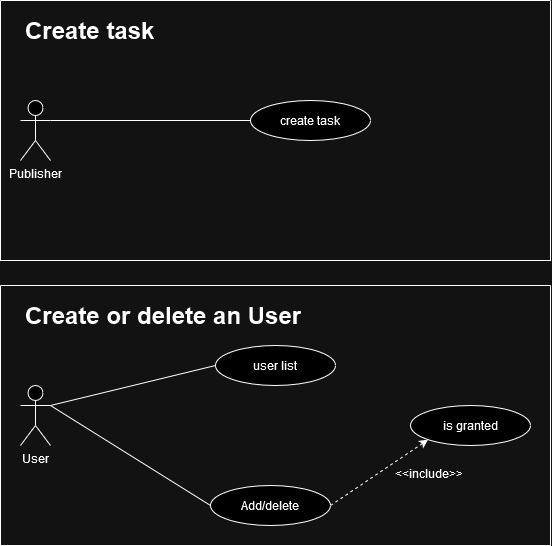 Create task
create task
Publisher
Create or delete an User
user list
is granted
User
<<include>>
Add/delete